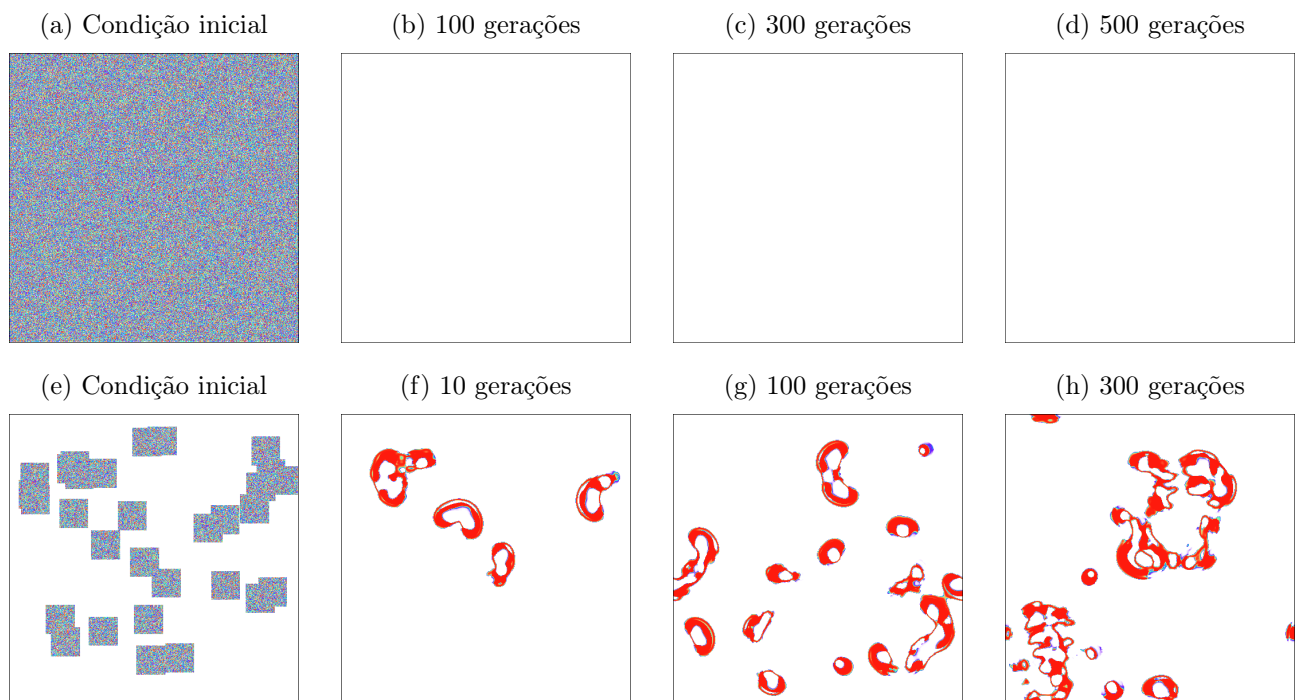 (a) Condição inicial
(b) 100 gerações
(c) 300 gerações
(d) 500 gerações
(e) Condição inicial
(f) 10 gerações
(g) 100 gerações
(h) 300 gerações